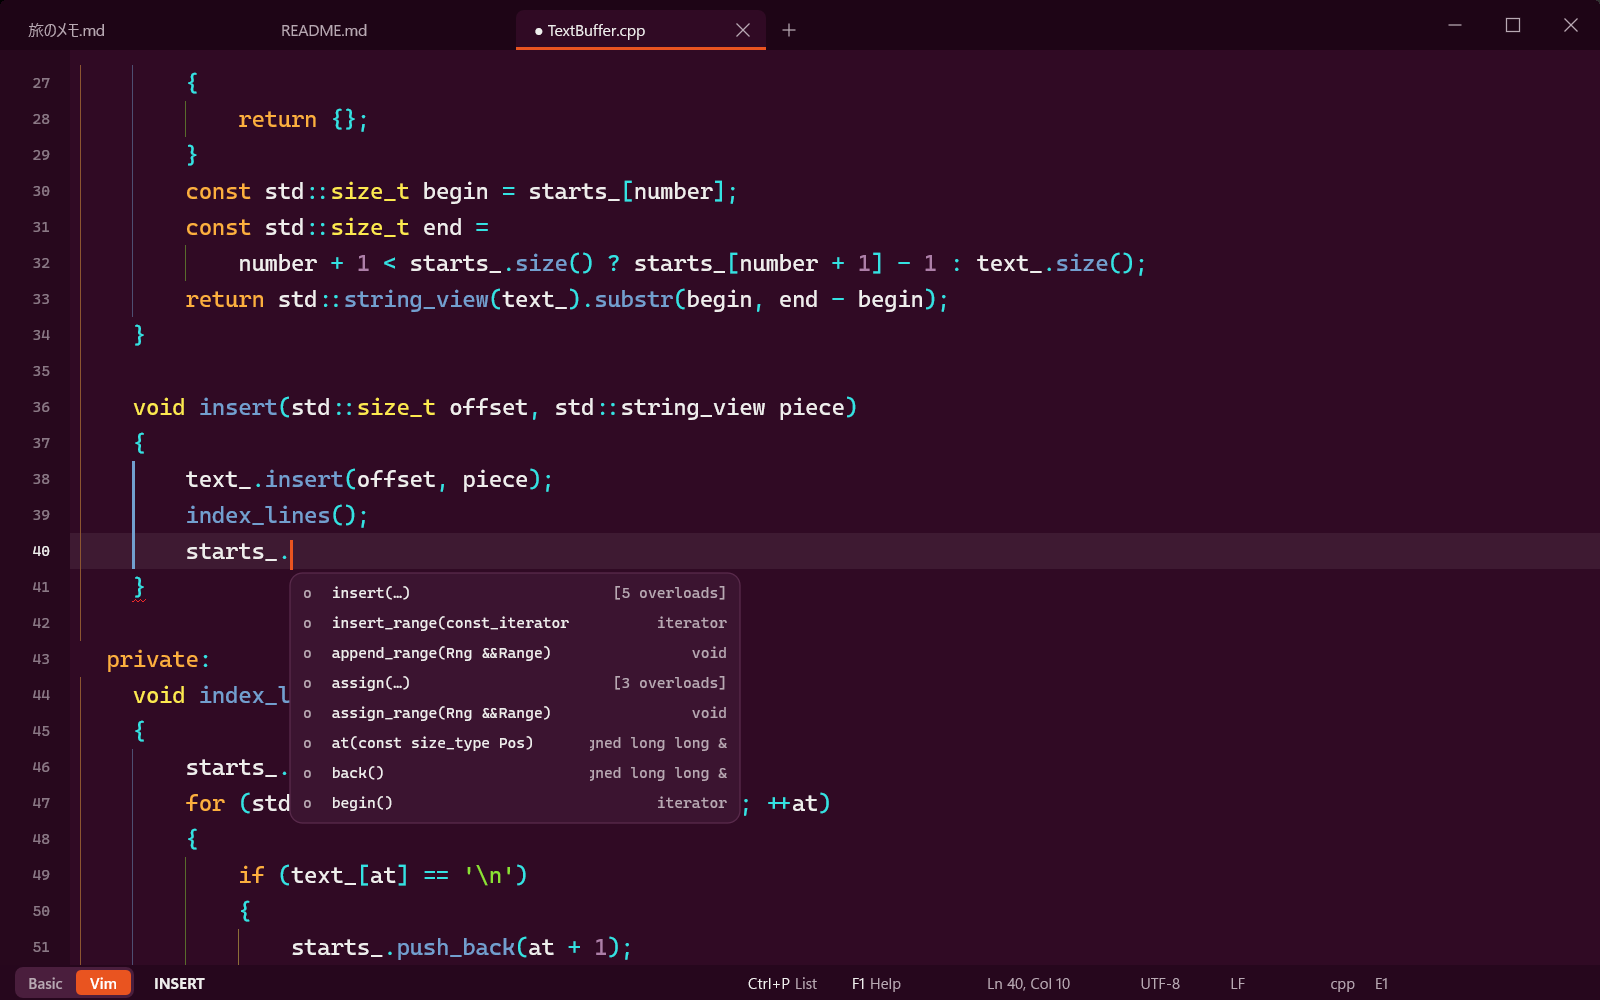 旅のメモ.md README.md ● TextBuffer.cpp
27 {
28 return {};
29 }
30 const std::size_t begin = starts_[number];
31 const std::size_t end =
32 number + 1 < starts_.size() ? starts_[number + 1] - 1 : text_.size();
33 return std::string_view(text_).substr(begin, end - begin);
34 }
35
36 void insert(std::size_t offset, std::string_view piece)
37 {
38 text_.insert(offset, piece);
39 index_lines();
40 starts_.
41 }
insert(…) [5 overloads]
42
insert_range(const_iterator iterator
append_range(Rng &&Range) void
43 private:
assign(…) [3 overloads]
44 void index_l
assign_range(Rng &&Range) void
45 {
at(const size_type Pos) gned long long &
46 starts_.
back() gned long long &
47 for (std ; ++at)
begin() iterator
48 {
49 if (text_[at] == '\n')
50 {
51 starts_.push_back(at + 1);
Basic Vim INSERT Ctrl+P List F1 Help Ln 40, Col 10 UTF-8 LF cpp E1